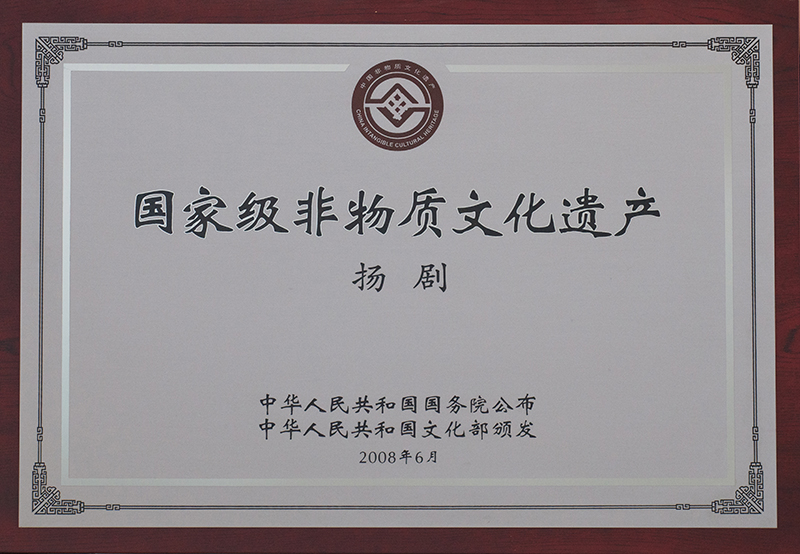 中国非物质文化遗产
CHINA INTANGIBLE CULTURAL HERITAGE
国家级非物质文化遗产
扬剧
中华人民共和国国务院公布
中华人民共和国文化部颁发
2008年6月